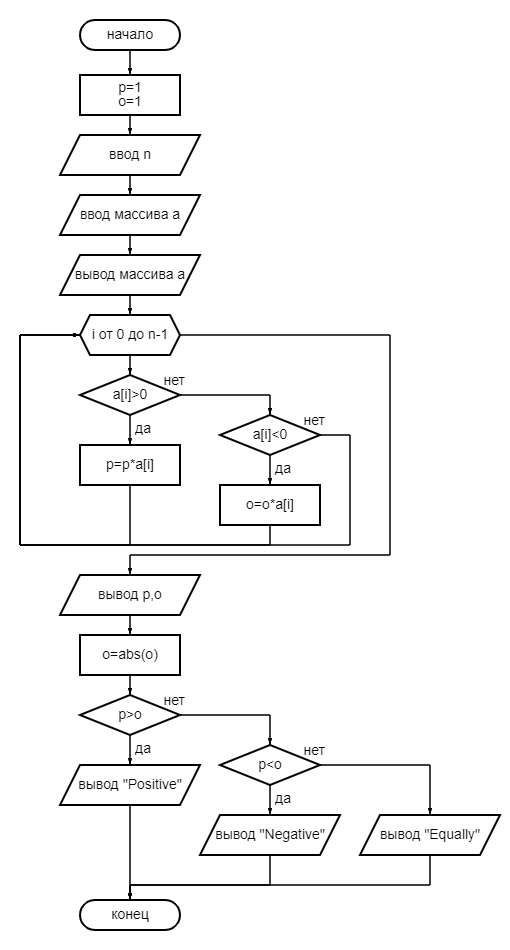 начало
p=1
o=1
ввод n
ввод массива a
вывод массива a
i от 0 до n-1
нет
a[i]>0
да
нет
a[i]<0
p=p*a[i]
да
o=o*a[i]
вывод p,o
o=abs(o)
нет
p>o
да
нет
p<o
вывод "Positive"
да
вывод "Negative"
вывод "Equally"
конец